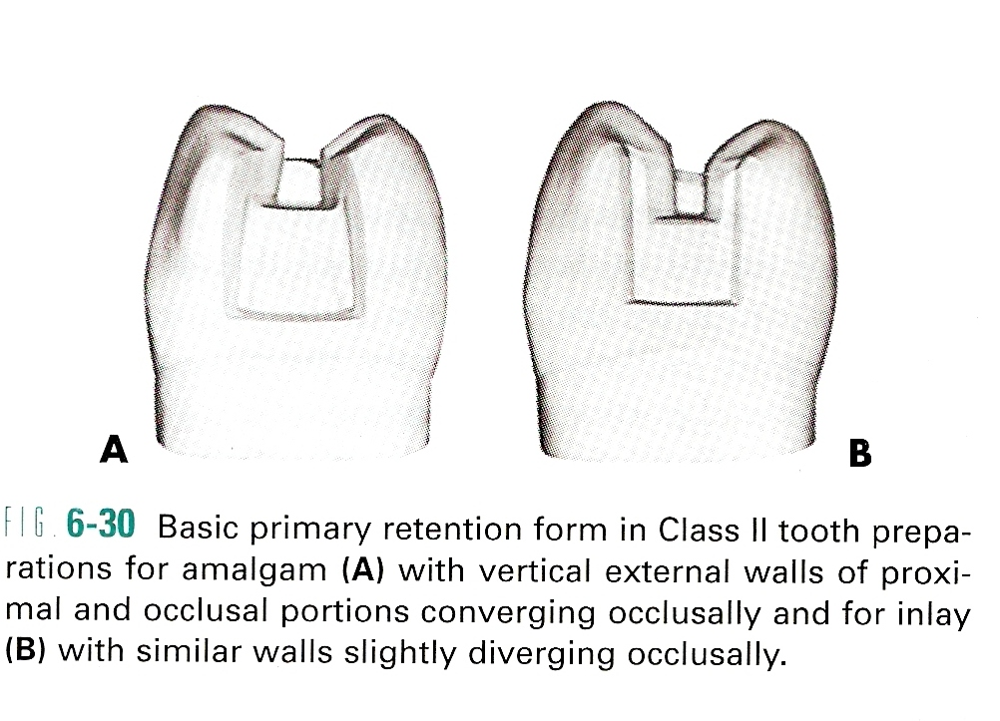 A
B
FIG. 6-30 Basic primary retention form in Class II tooth prepa-
rations for amalgam (A) with vertical external walls of proxi-
mal and occlusal portions converging occlusally and for inlay
(B) with similar walls slightly diverging occlusally.